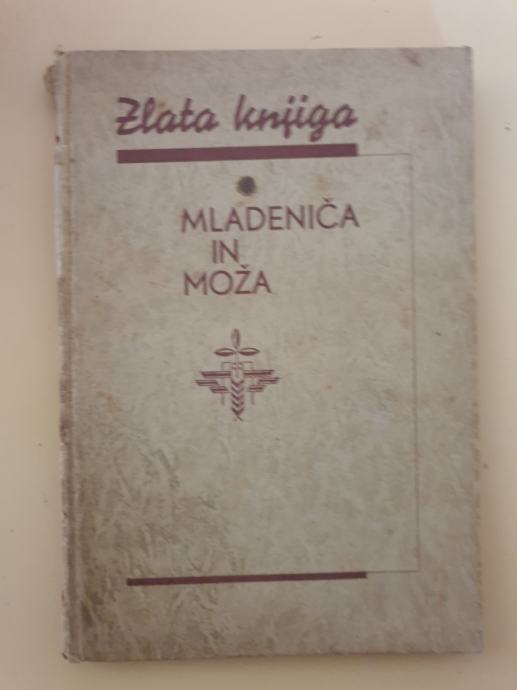 Zlata knjiga
MLADENIČA
IN
MOŽA